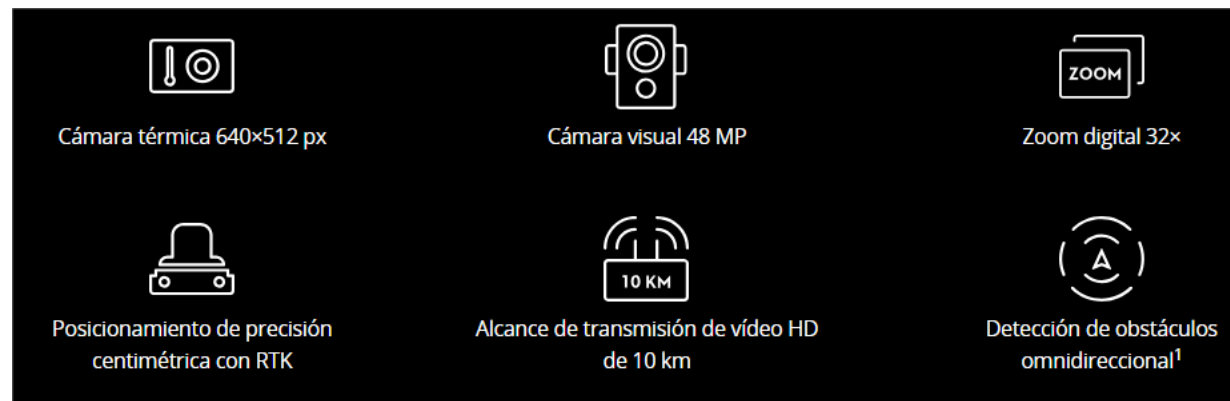 ZOOM
Cámara térmica 640×512 px
Cámara visual 48 MP
Zoom digital 32×
10 KM
Posicionamiento de precisión
centimétrica con RTK
Alcance de transmisión de vídeo HD
de 10 km
Detección de obstáculos
omnidireccional¹